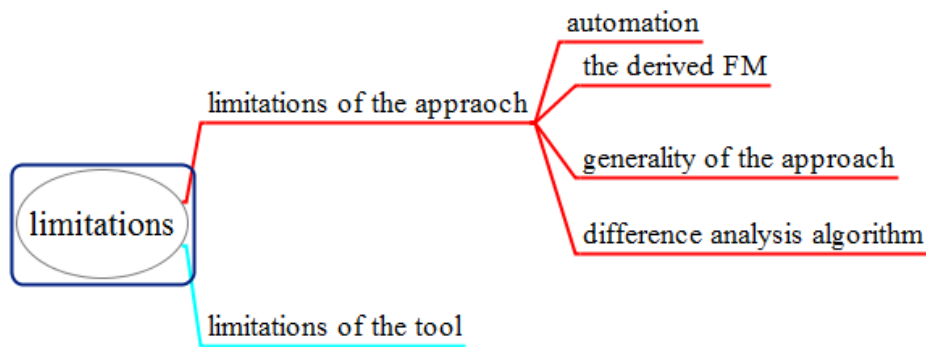 automation
the derived FM
limitations of the appraoch
generality of the approach
limitations
difference analysis algorithm
limitations of the tool